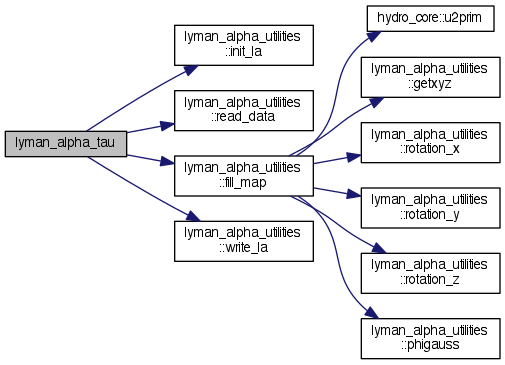 lyman_alpha_tau
lyman_alpha_utilities
::init_la
lyman_alpha_utilities
::read_data
lyman_alpha_utilities
::fill_map
lyman_alpha_utilities
::write_la
hydro_core::u2prim
lyman_alpha_utilities
::getxyz
lyman_alpha_utilities
::rotation_x
lyman_alpha_utilities
::rotation_y
lyman_alpha_utilities
::rotation_z
lyman_alpha_utilities
::phigauss